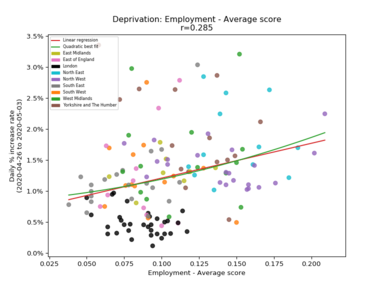 Deprivation: Employment - Average score
r=0.285
Daily % increase rate
(2020-04-26 to 2020-05-03)
3.5%
3.0%
2.5%
2.0%
1.5%
1.0%
0.5%
0.0%
Linear regression
Quadratic best fit
East Midlands
East of England
London
North East
North West
South East
South West
West Midlands
Yorkshire and The Humber
0.025
0.050
0.075
0.100
0.125
0.150
0.175
0.200
Employment - Average score